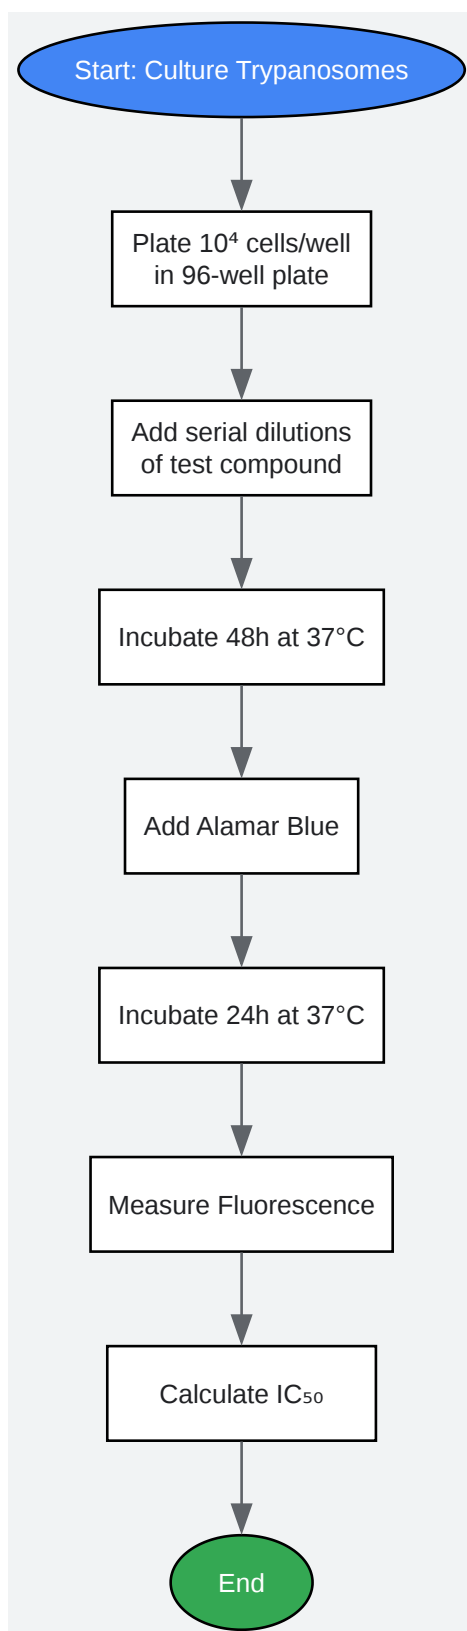 Start: Culture Trypanosomes
Plate 10⁴ cells/well
in 96-well plate
Add serial dilutions
of test compound
Incubate 48h at 37°C
Add Alamar Blue
Incubate 24h at 37°C
Measure Fluorescence
Calculate IC₅₀
End